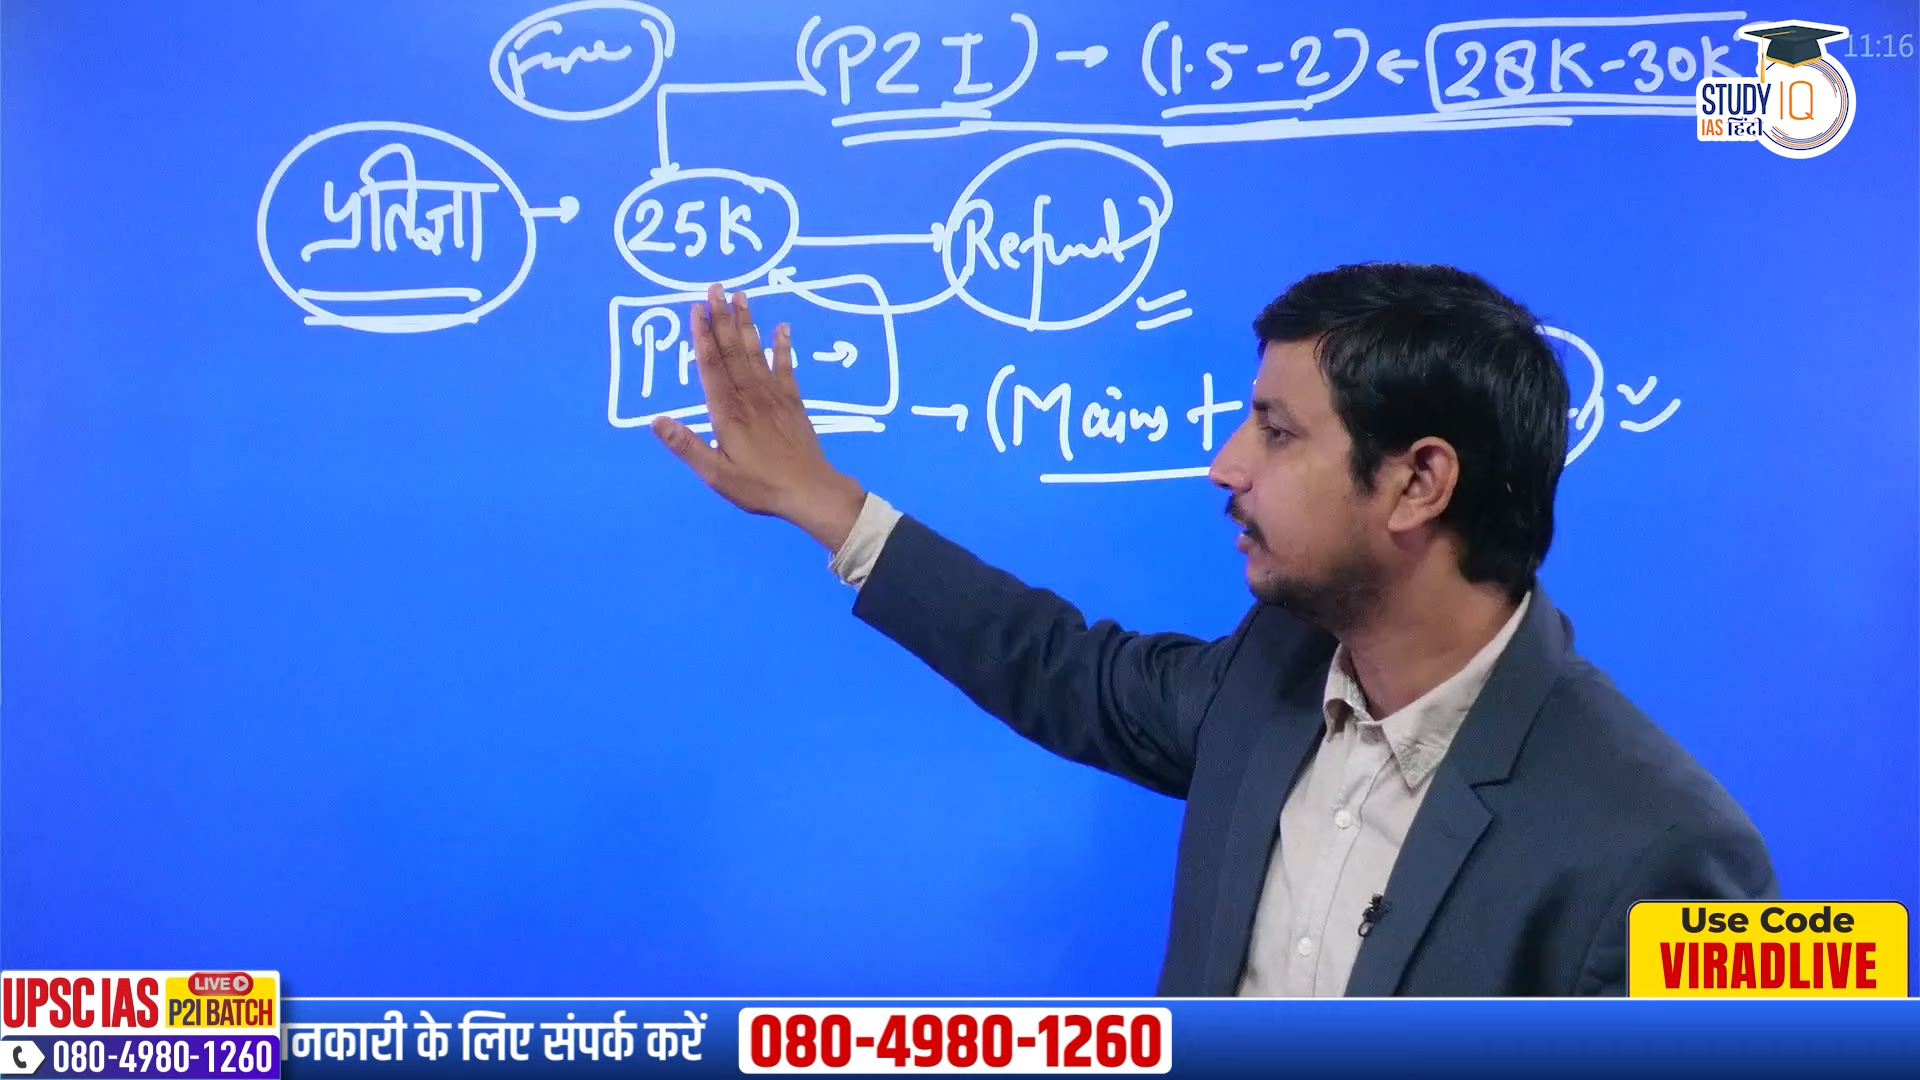 Free (P2I) → (1.5-2) ← 28K-30K
11:16
STUDY IQ
IAS हिंदी
प्रतिज्ञा → 25K → Refund
→ (Mains +
Use Code
VIRADLIVE
UPSC IAS LIVE P2I BATCH
080-4980-1260
नकारी के लिए संपर्क करें 080-4980-1260